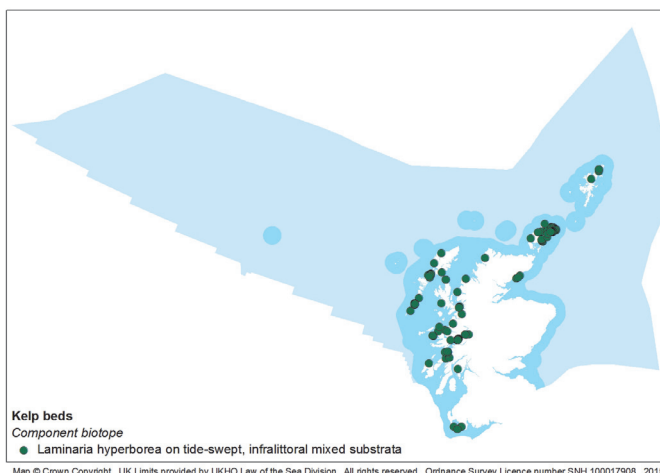 Kelp beds
Component biotope
Laminaria hyperborea on tide-swept, infralittoral mixed substrata
Map © Crown Copyright. UK Limits provided by UKHO Law of the Sea Division. All rights reserved. Ordnance Survey Licence number SNH 100017908